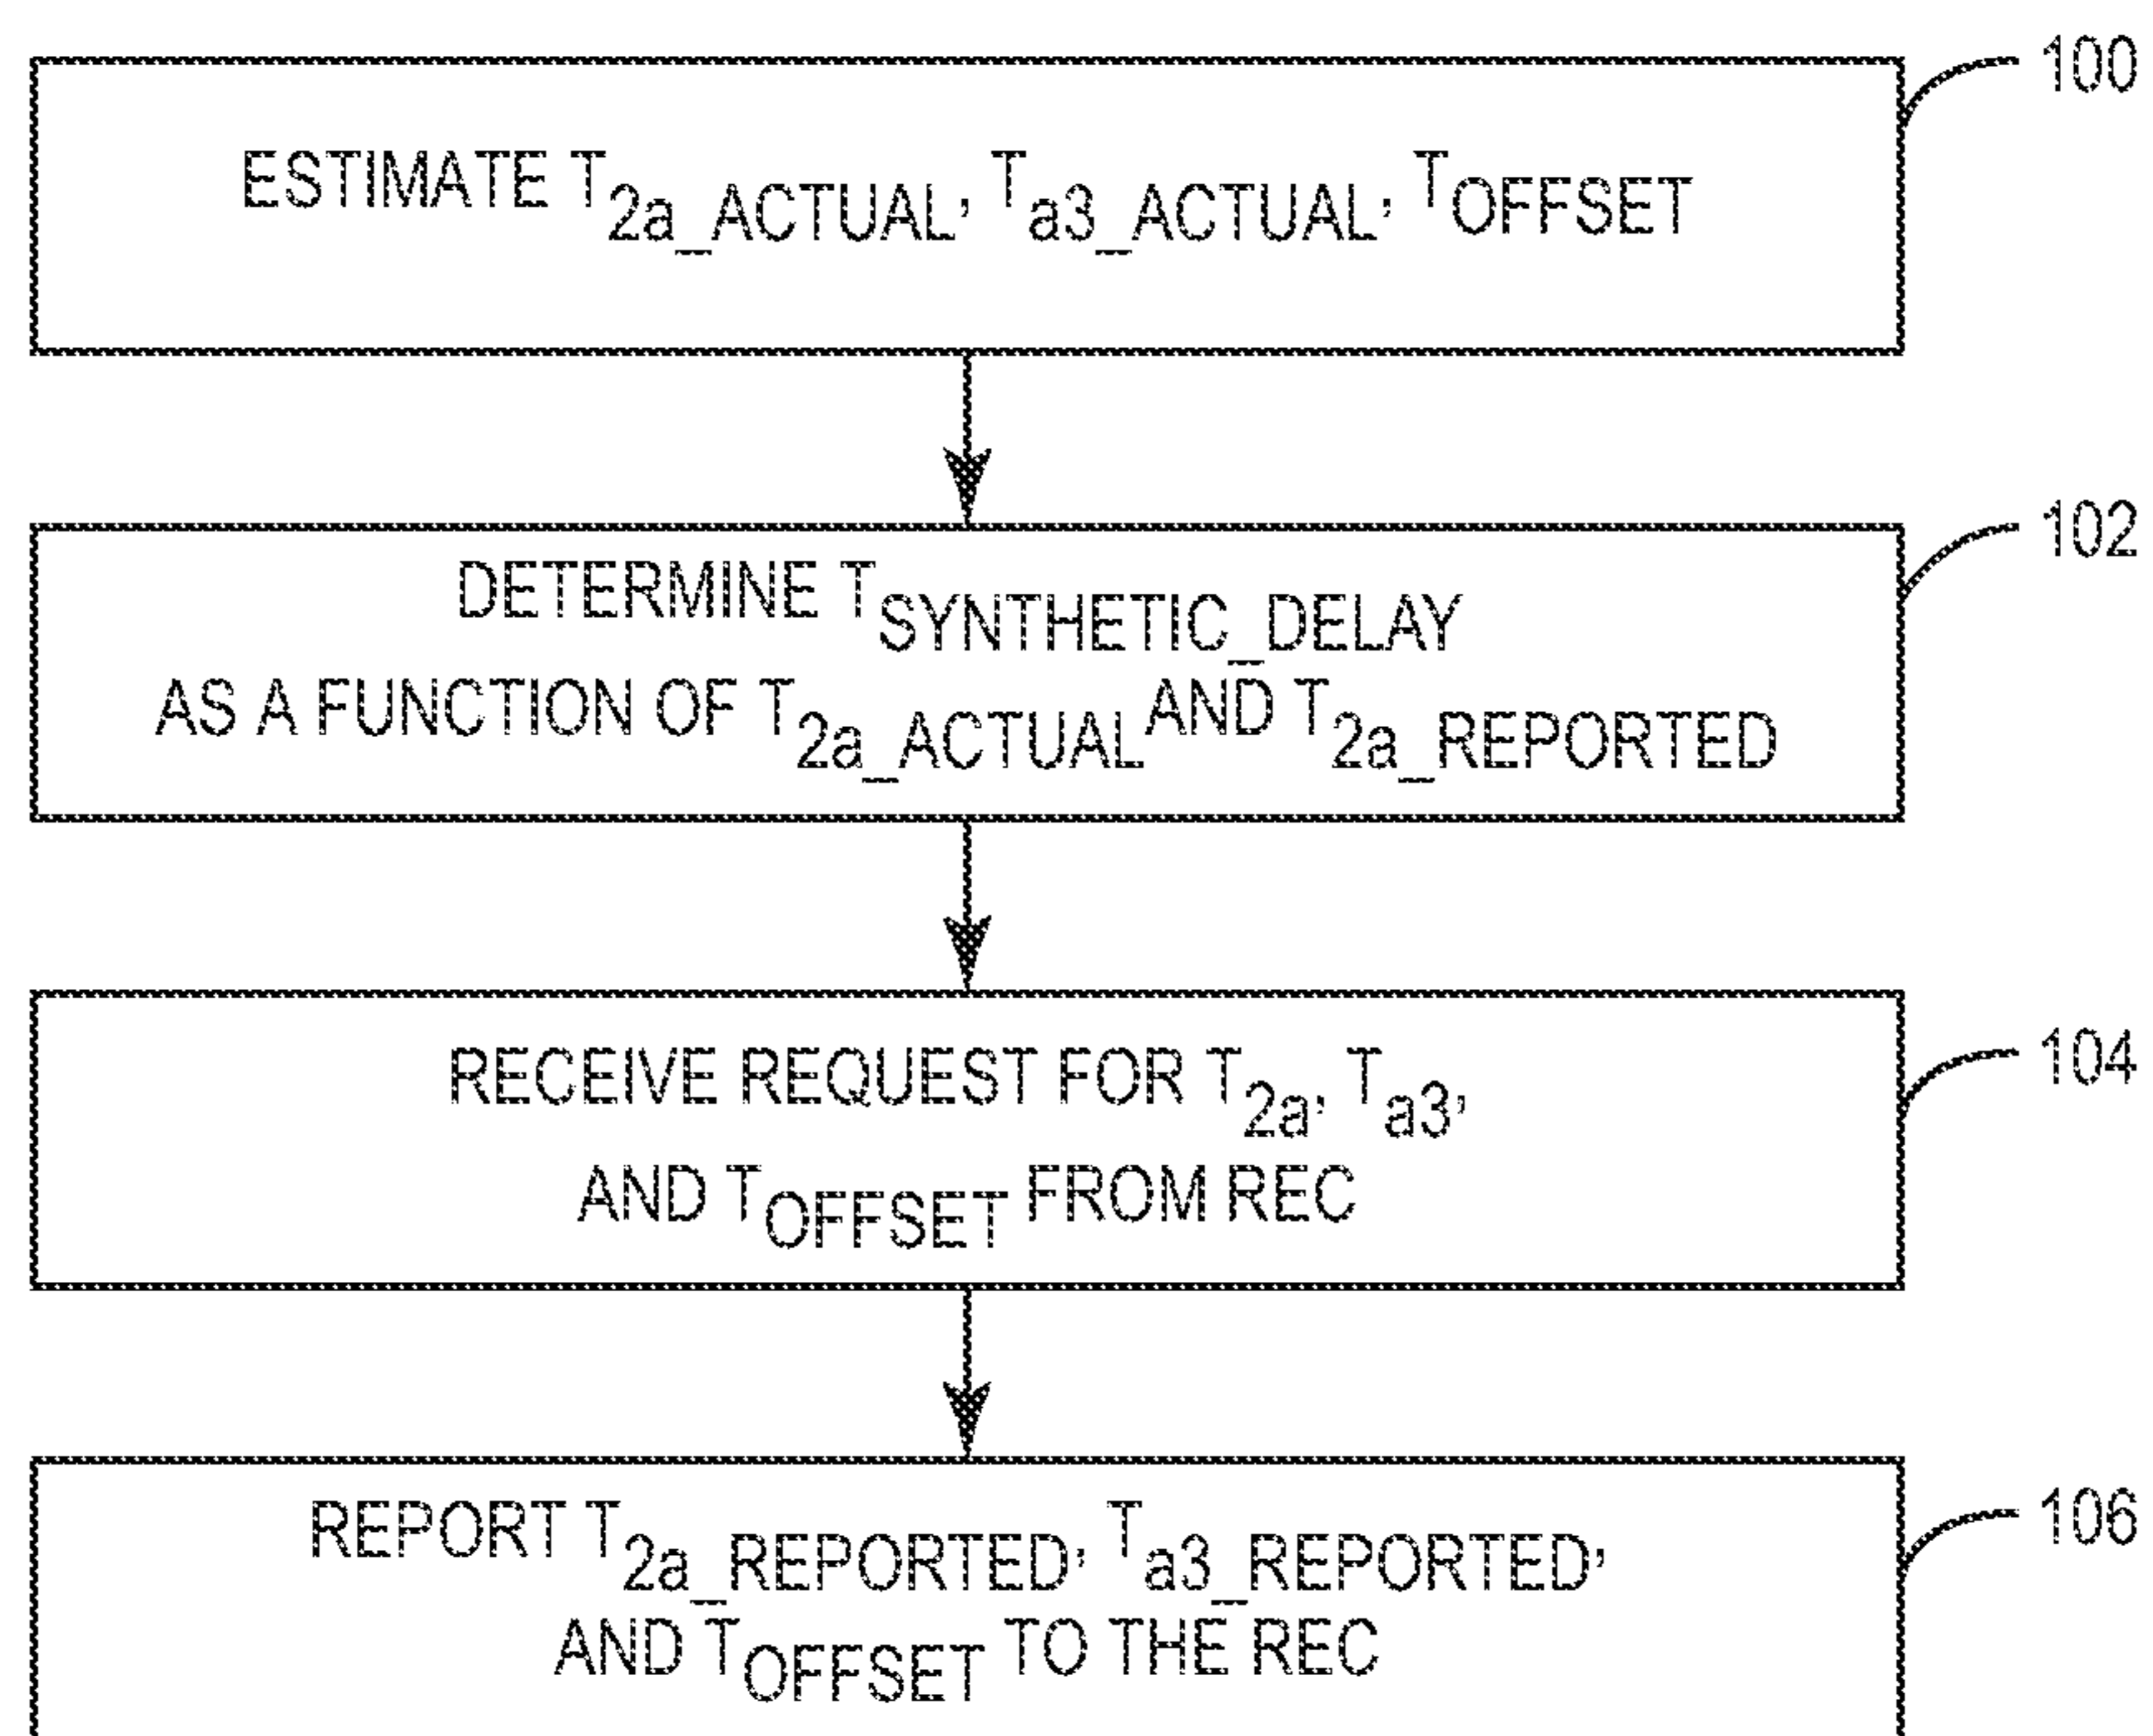 100
ESTIMATE T2a_ACTUAL, Ta3_ACTUAL, TOFFSET
102
DETERMINE TSYNTHETIC_DELAY
AS A FUNCTION OF T2a_ACTUAL AND T2a_REPORTED
104
RECEIVE REQUEST FOR T2a, Ta3,
AND TOFFSET FROM REC
106
REPORT T2a_REPORTED, Ta3_REPORTED,
AND TOFFSET TO THE REC